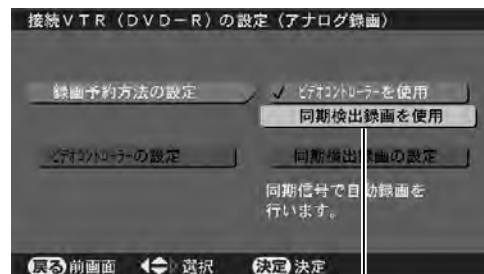 接続ＶＴＲ（ＤＶＤ－Ｒ）の設定（アナログ録画）
録画予約方法の設定
✓ ビデオコントローラーを使用
同期検出録画を使用
ビデオコントローラーの設定
同期検出録画の設定
同期信号で自動録画を
行います。
戻る 前画面 選択 決定 決定